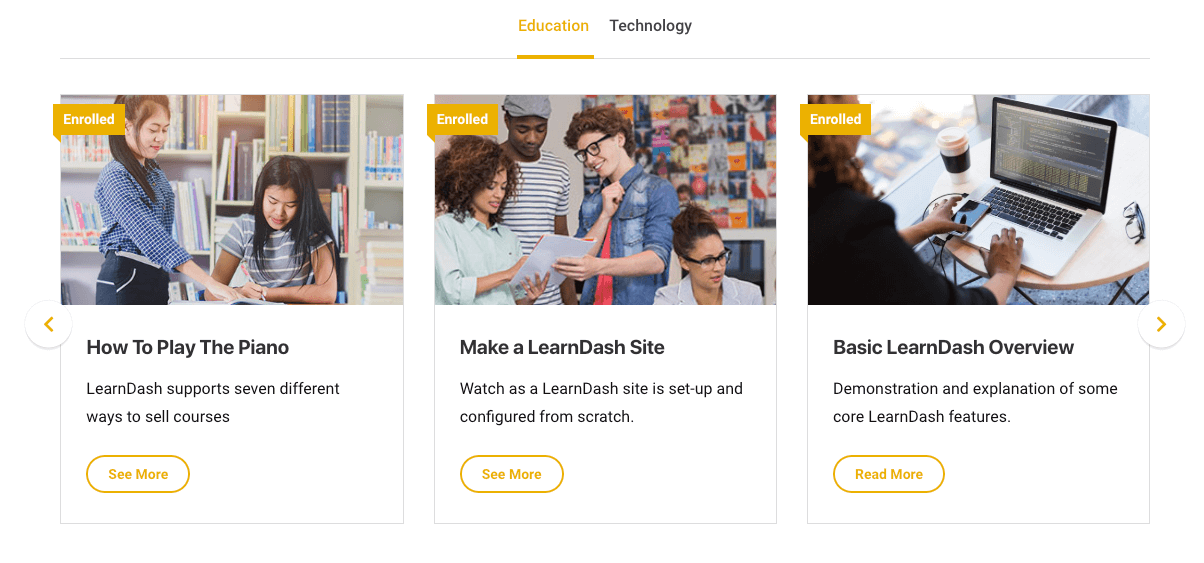 Education Technology
Enrolled
Enrolled
Enrolled
How To Play The Piano
LearnDash supports seven different
ways to sell courses
See More
Make a LearnDash Site
Watch as a LearnDash site is set-up and
configured from scratch.
See More
Basic LearnDash Overview
Demonstration and explanation of some
core LearnDash features.
Read More